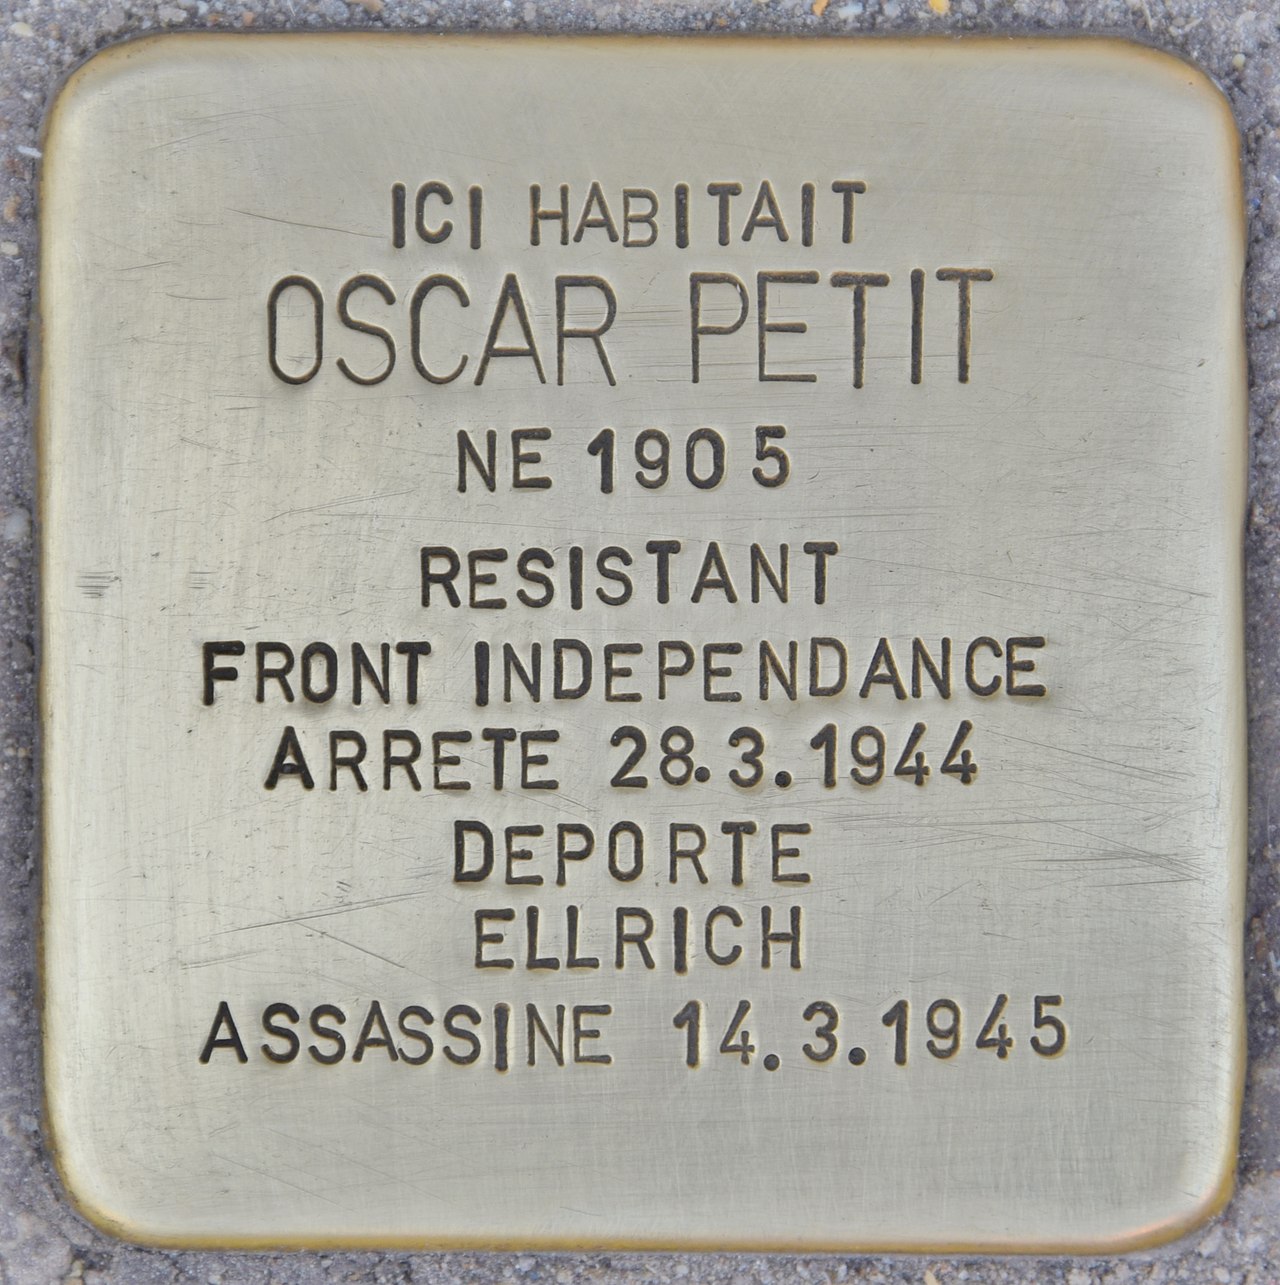 ICI HABITAIT
OSCAR PETIT
NE 1905
RESISTANT
FRONT INDEPENDANCE
ARRETE 28.3.1944
DEPORTE
ELLRICH
ASSASSINE 14.3.1945